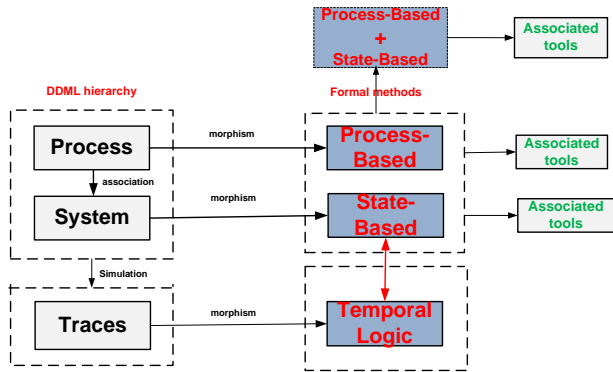 Process-Based
+
State-Based
Associated
tools
DDML hierarchy
Formal methods
Process
morphism
Process-
Based
Associated
tools
association
System
morphism
State-
Based
Associated
tools
Simulation
Traces
morphism
Temporal
Logic